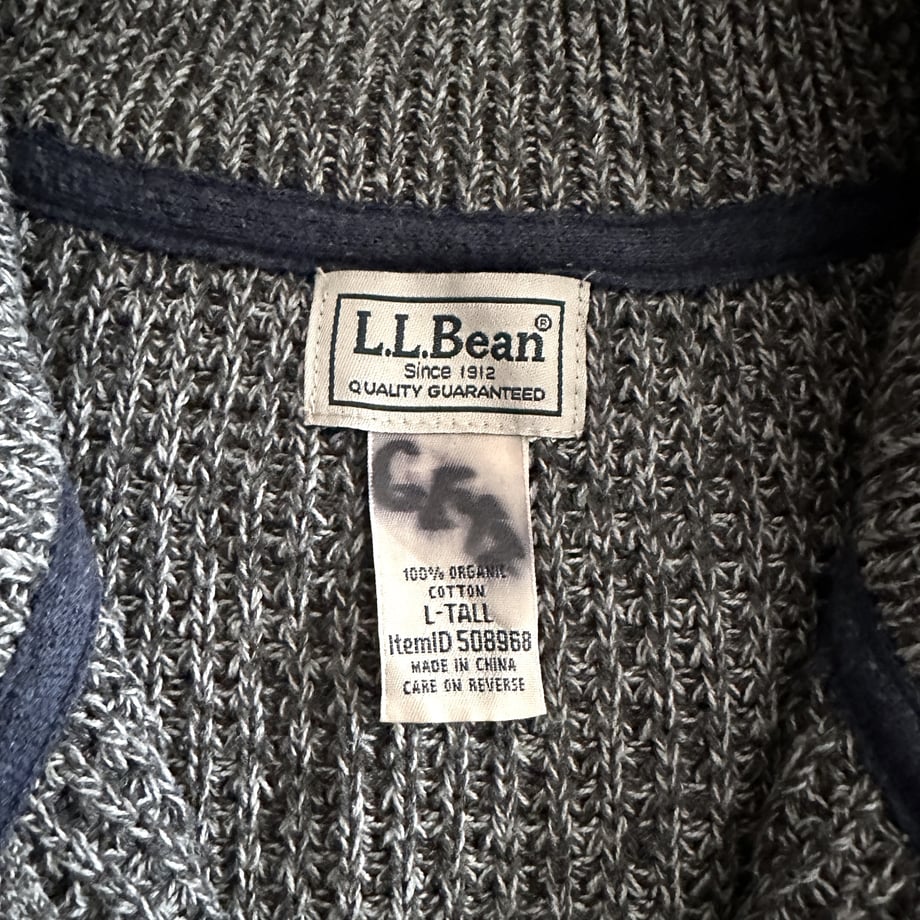 L.L.Bean®
Since 1912
QUALITY GUARANTEED
100% ORGANIC
COTTON
L-TALL
ItemID 508968
MADE IN CHINA
CARE ON REVERSE